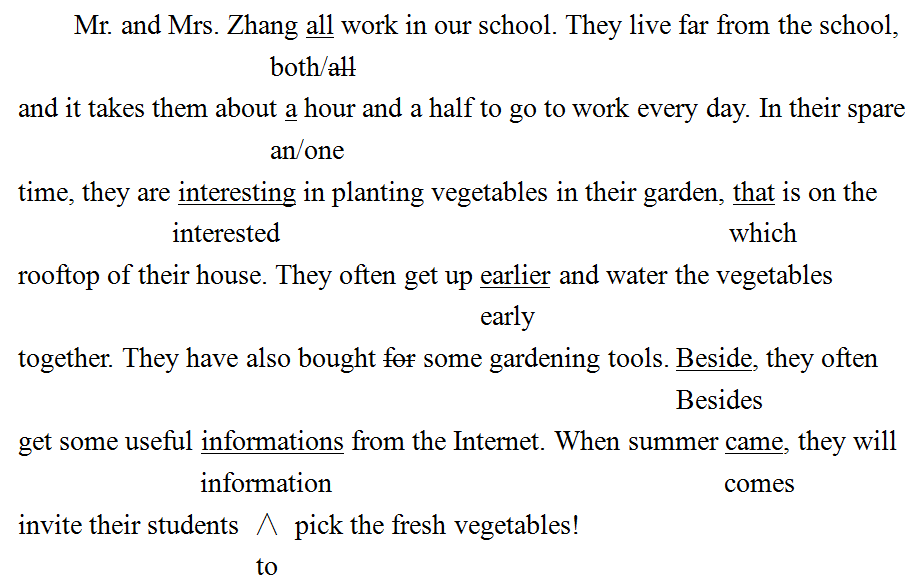 Mr. and Mrs. Zhang all work in our school. They live far from the school,
both/all
and it takes them about a hour and a half to go to work every day. In their spare
an/one
time, they are interesting in planting vegetables in their garden, that is on the
interested which
rooftop of their house. They often get up earlier and water the vegetables
early
together. They have also bought for some gardening tools. Beside, they often
Besides
get some useful informations from the Internet. When summer came, they will
information comes
invite their students ∧ pick the fresh vegetables!
to